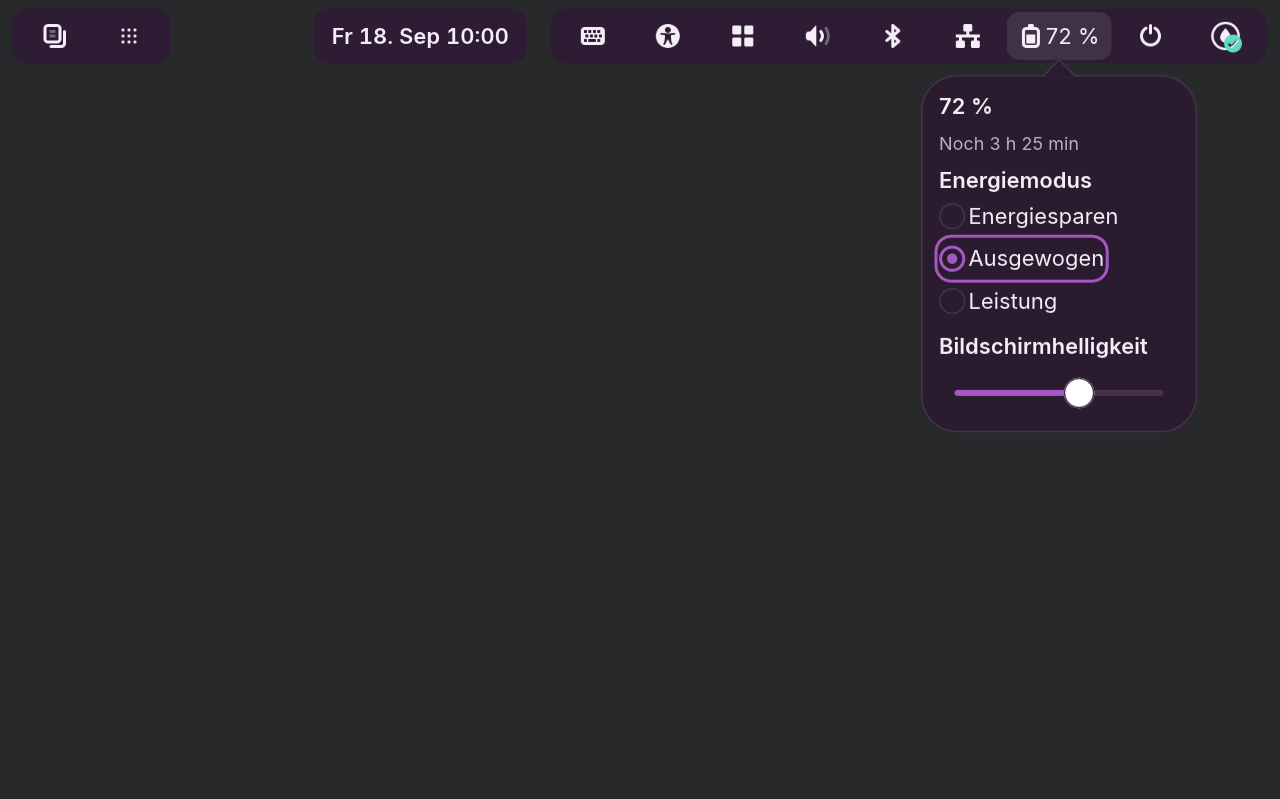 Fr 18. Sep 10:00
72 %
72 %
Noch 3 h 25 min
Energiemodus
Energiesparen
Ausgewogen
Leistung
Bildschirmhelligkeit